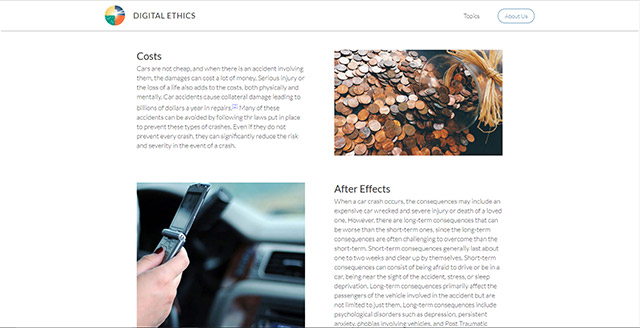 DIGITAL ETHICS
Topics
About Us
Costs
Cars are not cheap, and when there is an accident involving
them, the damages can cost a lot of money. Serious injury or
the loss of a life also adds to the costs, both physically and
mentally. Car accidents cause collateral damage leading to
billions of dollars a year in repairs. Many of these
accidents can be avoided by following thr laws put in place
to prevent these types of crashes. Even if they do not
prevent every crash, they can significantly reduce the risk
and severity in the event of a crash.
After Effects
When a car crash occurs, the consequences may include an
expensive car wrecked and severe injury or death of a loved
one. However, there are long-term consequences that can
be worse than the short-term ones, since the long-term
consequences are often challenging to overcome than the
short-term. Short-term consequences generally last about
one to two weeks and clear up by themselves. Short-term
consequences can consist of being afraid to drive or be in a
car, being near the sight of the accident, stress, or sleep
deprivation. Long-term consequences primarily affect the
passengers of the vehicle involved in the accident but are
not limited to just them. Long-term consequences include
psychological disorders such as depression, persistent
anxiety, phobias involving vehicles, and Post Traumatic